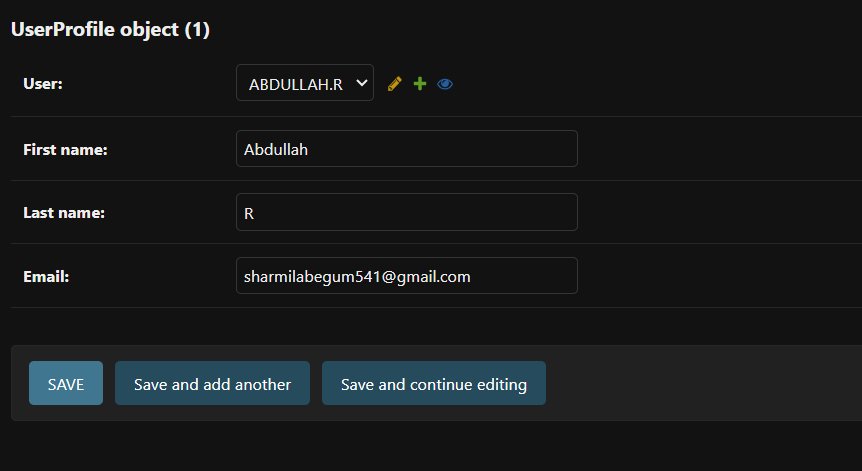 UserProfile object (1)
User: ABDULLAH.R
First name: Abdullah
Last name: R
Email: sharmilabegum541@gmail.com
SAVE Save and add another Save and continue editing